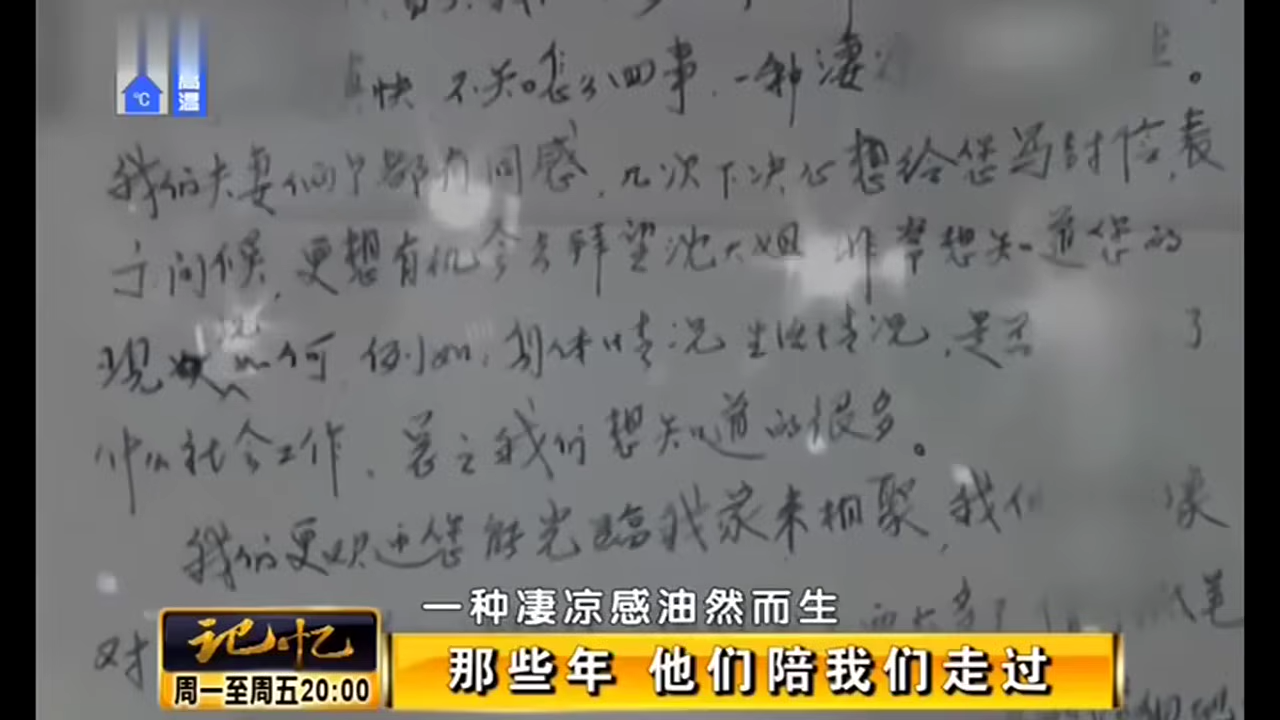 高温
℃
快 不知怎么回事,一种凄
我们夫妻俩个都有同感,几次下决心想给您写封信,表
示问候,更想有机会去拜望沈大姐 非常想知道您的
现状如何,例如,身体情况 生活情况,是否 了
什么社会工作,总之我们想知道的很多。
我们更欢迎您能光临我家来相聚,我们 家
对
一种凄凉感油然而生
记忆
周一至周五20:00
那些年 他们陪我们走过